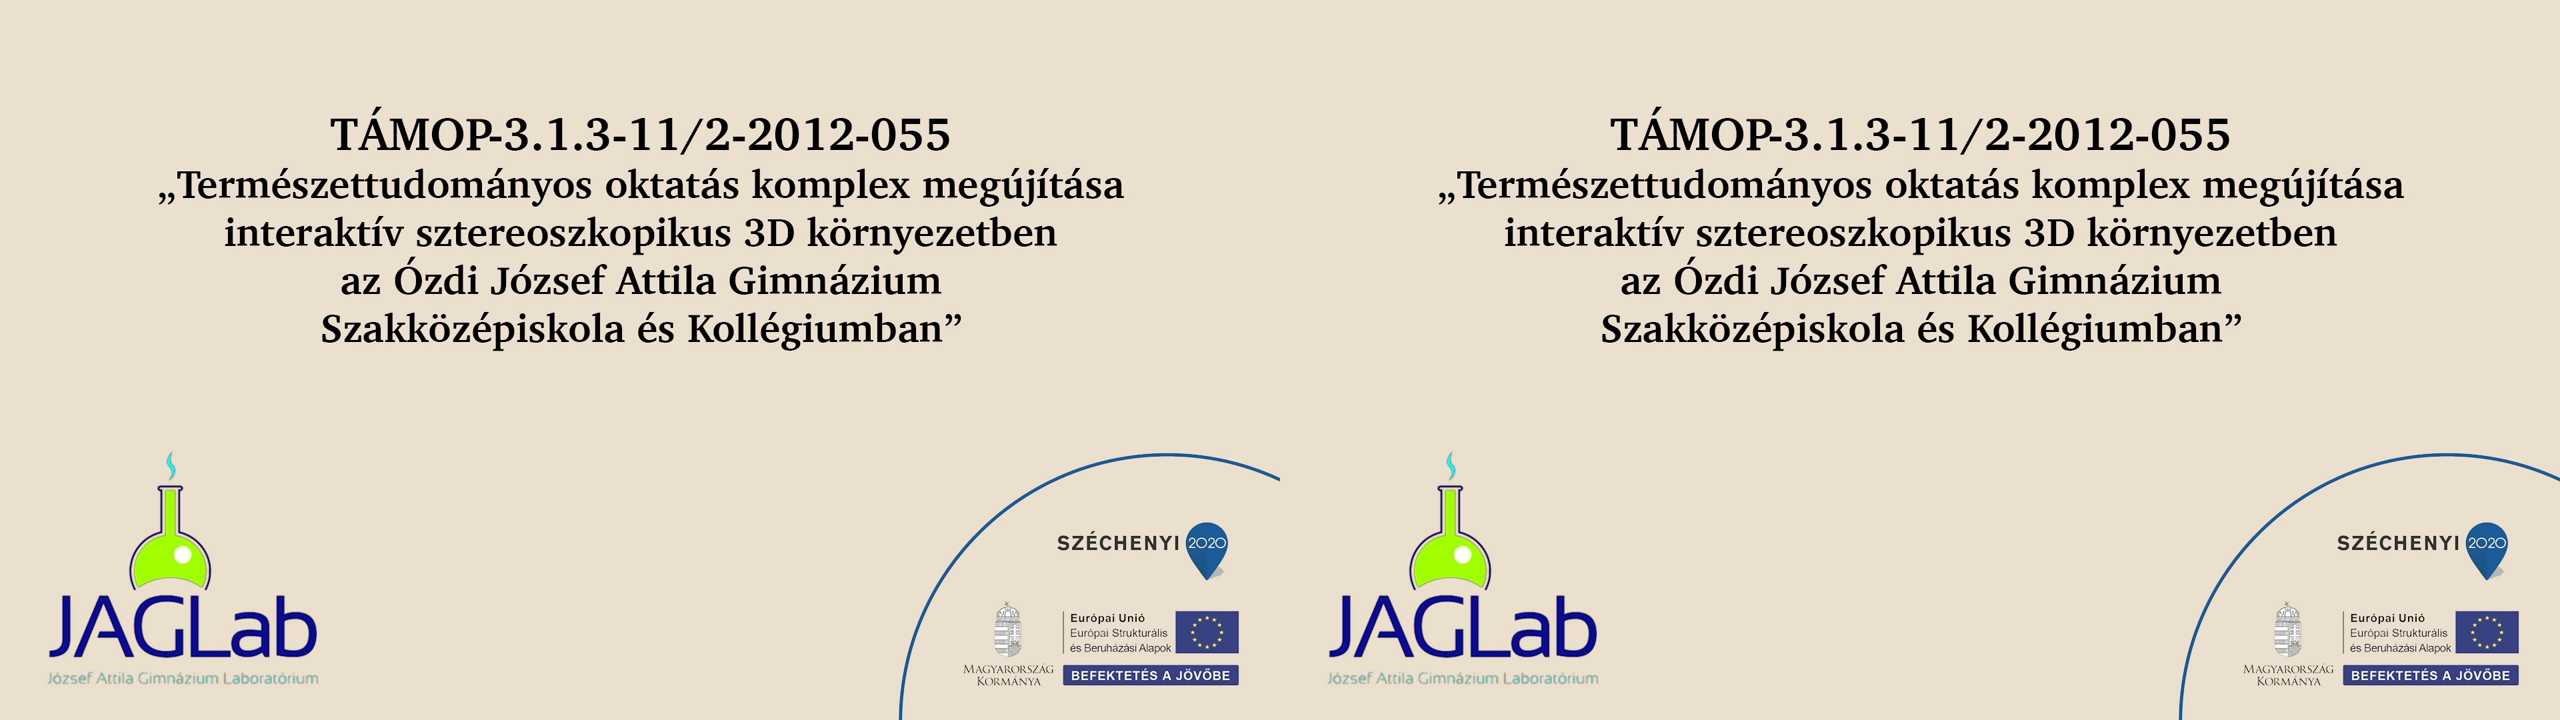 TÁMOP-3.1.3-11/2-2012-055
„Természettudományos oktatás komplex megújítása
interaktív sztereoszkopikus 3D környezetben
az Ózdi József Attila Gimnázium
Szakközépiskola és Kollégiumban”
JAGLab
József Attila Gimnázium Laboratórium
SZÉCHENYI 2020
MAGYARORSZÁG
KORMÁNYA
Európai Unió
Európai Strukturális
és Beruházási Alapok
BEFEKTETÉS A JÖVŐBE
TÁMOP-3.1.3-11/2-2012-055
„Természettudományos oktatás komplex megújítása
interaktív sztereoszkopikus 3D környezetben
az Ózdi József Attila Gimnázium
Szakközépiskola és Kollégiumban”
JAGLab
József Attila Gimnázium Laboratórium
SZÉCHENYI 2020
MAGYARORSZÁG
KORMÁNYA
Európai Unió
Európai Strukturális
és Beruházási Alapok
BEFEKTETÉS A JÖVŐBE